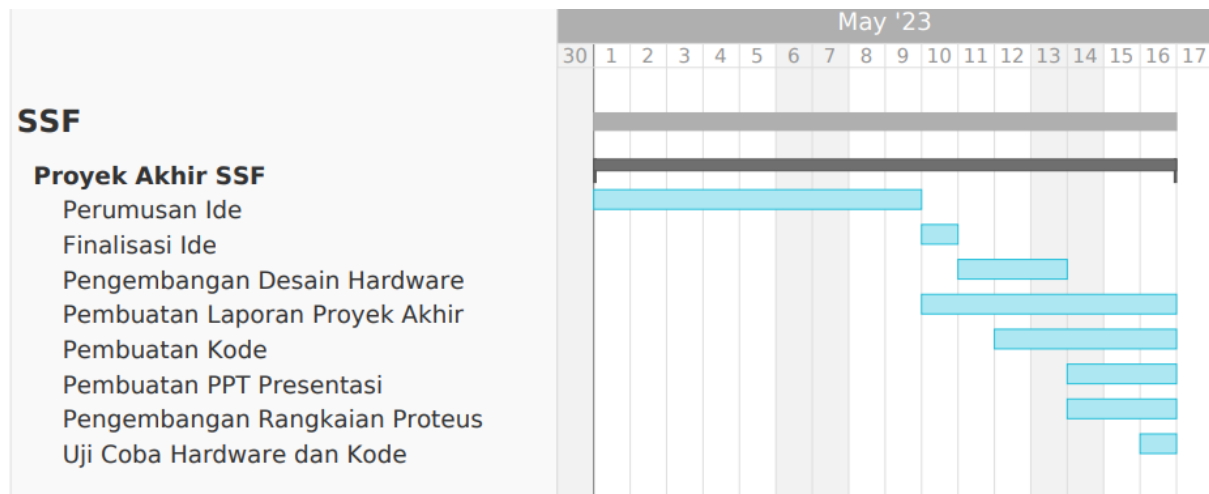 May '23
30 1 2 3 4 5 6 7 8 9 10 11 12 13 14 15 16 17
SSF
Proyek Akhir SSF
Perumusan Ide
Finalisasi Ide
Pengembangan Desain Hardware
Pembuatan Laporan Proyek Akhir
Pembuatan Kode
Pembuatan PPT Presentasi
Pengembangan Rangkaian Proteus
Uji Coba Hardware dan Kode